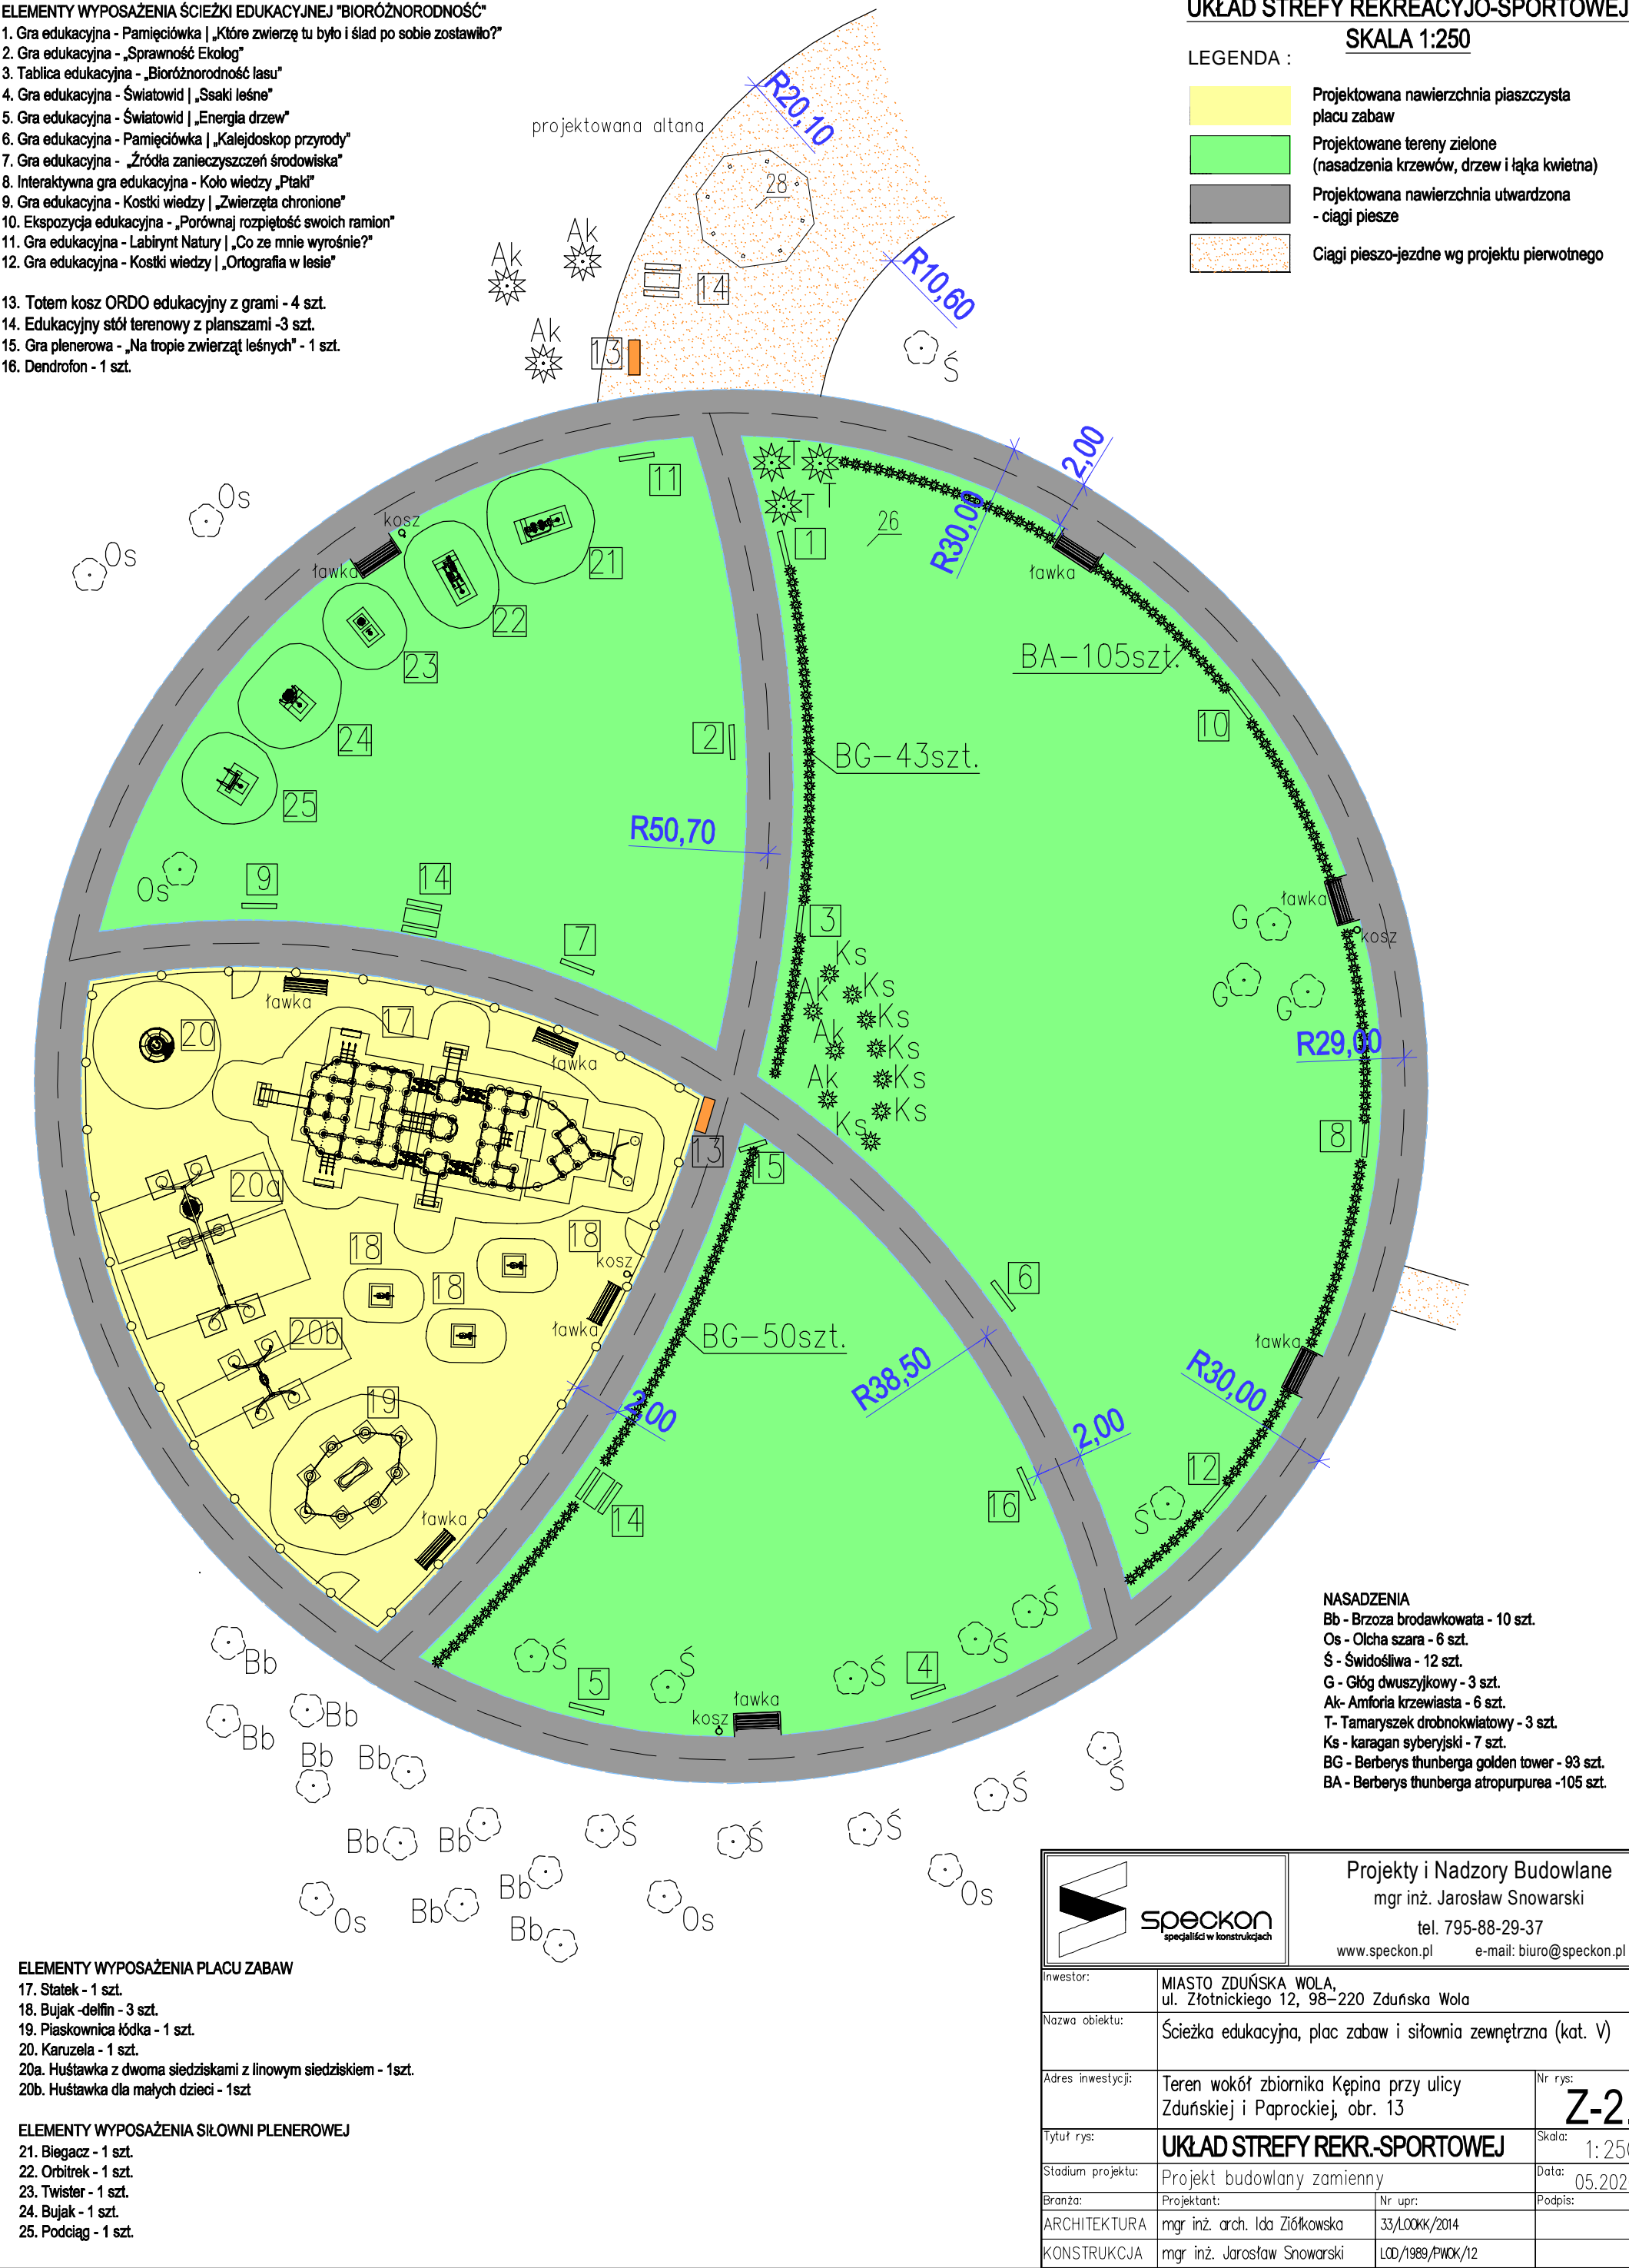 ELEMENTY WYPOSAŻENIA ŚCIEŻKI EDUKACYJNEJ "BIORÓŻNORODNOŚĆ"
1. Gra edukacyjna - Pamięciówka | „Które zwierzę tu było i ślad po sobie zostawiło?"
2. Gra edukacyjna - „Sprawność Ekolog"
3. Tablica edukacyjna - „Bioróżnorodność lasu"
4. Gra edukacyjna - Światowid | „Ssaki leśne"
5. Gra edukacyjna - Światowid | „Energia drzew"
6. Gra edukacyjna - Pamięciówka | „Kalejdoskop przyrody"
7. Gra edukacyjna - „Źródła zanieczyszczeń środowiska"
8. Interaktywna gra edukacyjna - Koło wiedzy „Ptaki"
9. Gra edukacyjna - Kostki wiedzy | „Zwierzęta chronione"
10. Ekspozycja edukacyjna - „Porównaj rozpiętość swoich ramion"
11. Gra edukacyjna - Labirynt Natury | „Co ze mnie wyrośnie?"
12. Gra edukacyjna - Kostki wiedzy | „Ortografia w lesie"
13. Totem kosz ORDO edukacyjny z grami - 4 szt.
14. Edukacyjny stół terenowy z planszami -3 szt.
15. Gra plenerowa - „Na tropie zwierząt leśnych" - 1 szt.
16. Dendrofon - 1 szt.
UKŁAD STREFY REKREACYJO-SPORTOWEJ
SKALA 1:250
LEGENDA :
Projektowana nawierzchnia piaszczysta
placu zabaw
Projektowane tereny zielone
(nasadzenia krzewów, drzew i łąka kwietna)
Projektowana nawierzchnia utwardzona
- ciągi piesze
Ciągi pieszo-jezdne wg projektu pierwotnego
projektowana altana
R20,10
28
Ak
Ak
14
R10,60
Ak
13
Ś
2,00
T
11
Os
kosz
T
T
26
R30,00
1
ławka
21
ławka
Os
22
23
BA-105szt.
24
2
10
BG-43szt.
25
R50,70
Os
9
14
ławka
3
G
7
kosz
Ks
ławka
Ak
Ks
G
G
17
Ks
20
Ak
Ks
R29,00
ławka
Ak
Ks
Ks
Ks
8
13
15
20a
18
18
kosz
6
18
ławka
20b
BG-50szt.
ławka
R38,50
R30,00
19
2,00
2,00
12
ławka
14
16
Ś
Ś
Ś
Ś
Ś
5
Ś
4
ławka
kosz
Bb
Bb
Bb
Bb
Bb
Ś
Ś
Bb
Bb
Ś
Ś
Ś
Bb
Os
Os
Bb
Os
Bb
NASADZENIA
Bb - Brzoza brodawkowata - 10 szt.
Os - Olcha szara - 6 szt.
Ś - Świdośliwa - 12 szt.
G - Głóg dwuszyjkowy - 3 szt.
Ak- Amforia krzewiasta - 6 szt.
T- Tamaryszek drobnokwiatowy - 3 szt.
Ks - karagan syberyjski - 7 szt.
BG - Berberys thunberga golden tower - 93 szt.
BA - Berberys thunberga atropurpurea -105 szt.
ELEMENTY WYPOSAŻENIA PLACU ZABAW
17. Statek - 1 szt.
18. Bujak -delfin - 3 szt.
19. Piaskownica łódka - 1 szt.
20. Karuzela - 1 szt.
20a. Huśtawka z dwoma siedziskami z linowym siedziskiem - 1szt.
20b. Huśtawka dla małych dzieci - 1szt
ELEMENTY WYPOSAŻENIA SIŁOWNI PLENEROWEJ
21. Biegacz - 1 szt.
22. Orbitrek - 1 szt.
23. Twister - 1 szt.
24. Bujak - 1 szt.
25. Podciąg - 1 szt.
speckon
specjaliści w konstrukcjach
Projekty i Nadzory Budowlane
mgr inż. Jarosław Snowarski
tel. 795-88-29-37
www.speckon.pl e-mail: biuro@speckon.pl
Inwestor:
MIASTO ZDUŃSKA WOLA,
ul. Złotnickiego 12, 98-220 Zduńska Wola
Nazwa obiektu:
Ścieżka edukacyjna, plac zabaw i siłownia zewnętrzna (kat. V)
Adres inwestycji:
Teren wokół zbiornika Kępina przy ulicy
Zduńskiej i Paprockiej, obr. 13
Nr rys:
Z-2.
Tytuł rys:
UKŁAD STREFY REKR.-SPORTOWEJ
Skala:
1:250
Stadium projektu:
Projekt budowlany zamienny
Data:
05.202
Branża: Projektant: Nr upr: Podpis:
ARCHITEKTURA mgr inż. arch. Ida Ziółkowska 33/LOOKK/2014
KONSTRUKCJA mgr inż. Jarosław Snowarski LOD/1989/PWOK/12